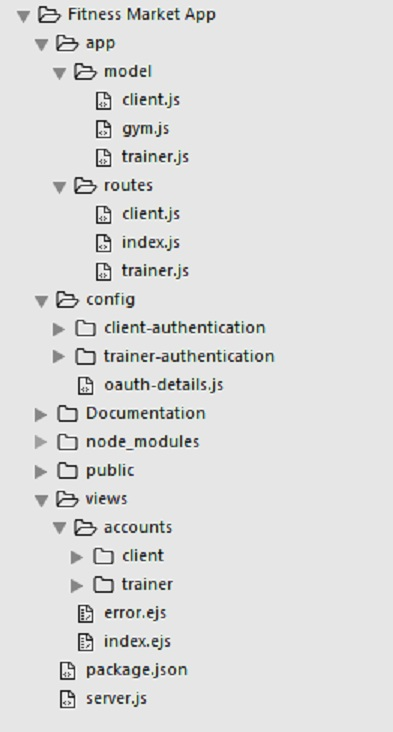 Fitness Market App
app
model
client.js
gym.js
trainer.js
routes
client.js
index.js
trainer.js
config
client-authentication
trainer-authentication
oauth-details.js
Documentation
node_modules
public
views
accounts
client
trainer
error.ejs
index.ejs
package.json
server.js